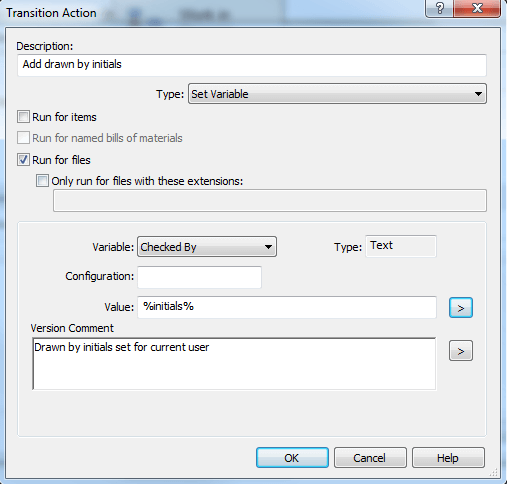 Transition Action
?
X
Description:
Add drawn by initials
Type: Set Variable
Run for items
Run for named bills of materials
Run for files
Only run for files with these extensions:
Variable: Checked By Type: Text
Configuration:
Value: %initials% >
Version Comment
Drawn by initials set for current user >
OK Cancel Help